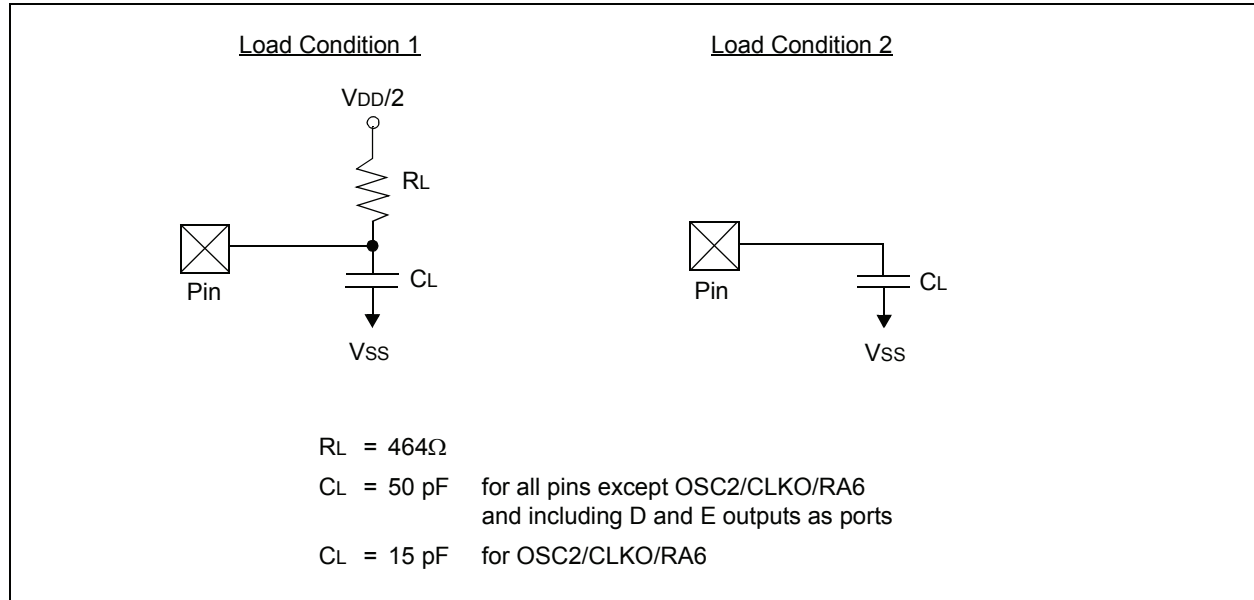 Load Condition 1
Load Condition 2
VDD/2
RL
Pin
CL
VSS
Pin
CL
VSS
RL = 464Ω
CL = 50 pF for all pins except OSC2/CLKO/RA6
and including D and E outputs as ports
CL = 15 pF for OSC2/CLKO/RA6